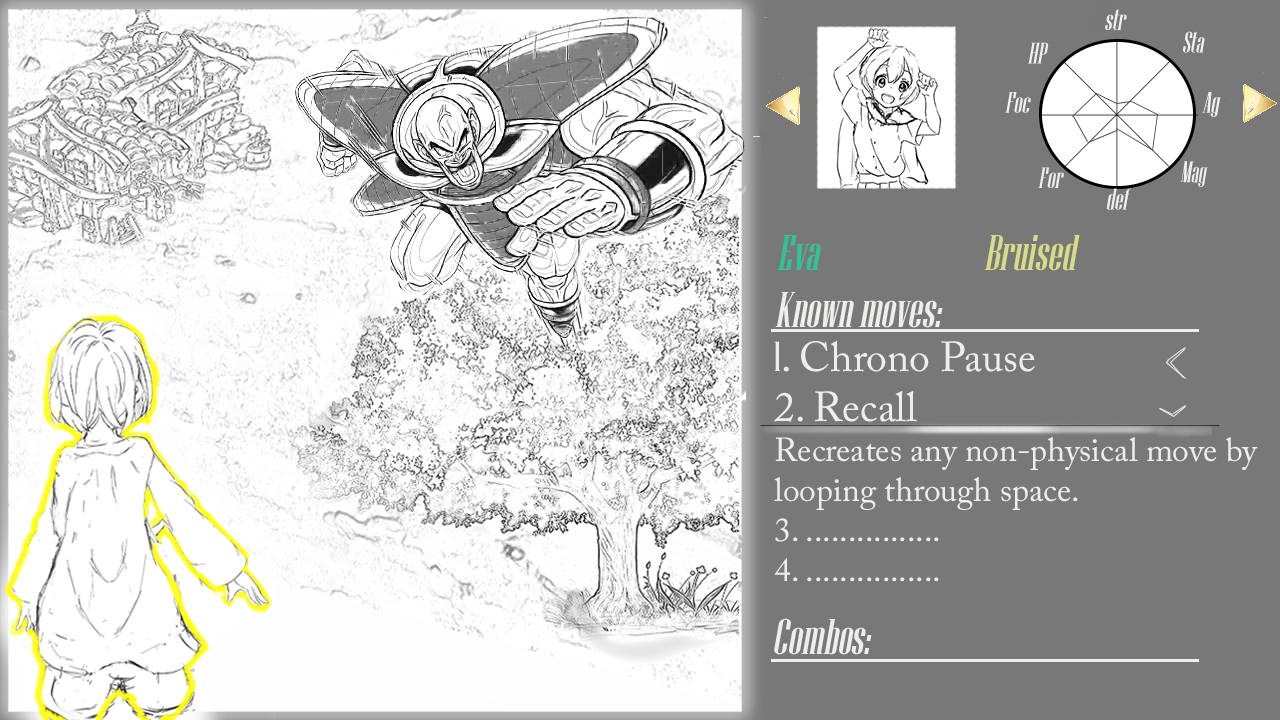 str
HP
Sta
Foc
Ag
For
Mag
def
Eva
Bruised
Known moves:
1. Chrono Pause
2. Recall
Recreates any non-physical move by
looping through space.
3. ...............
4. ...............
Combos: